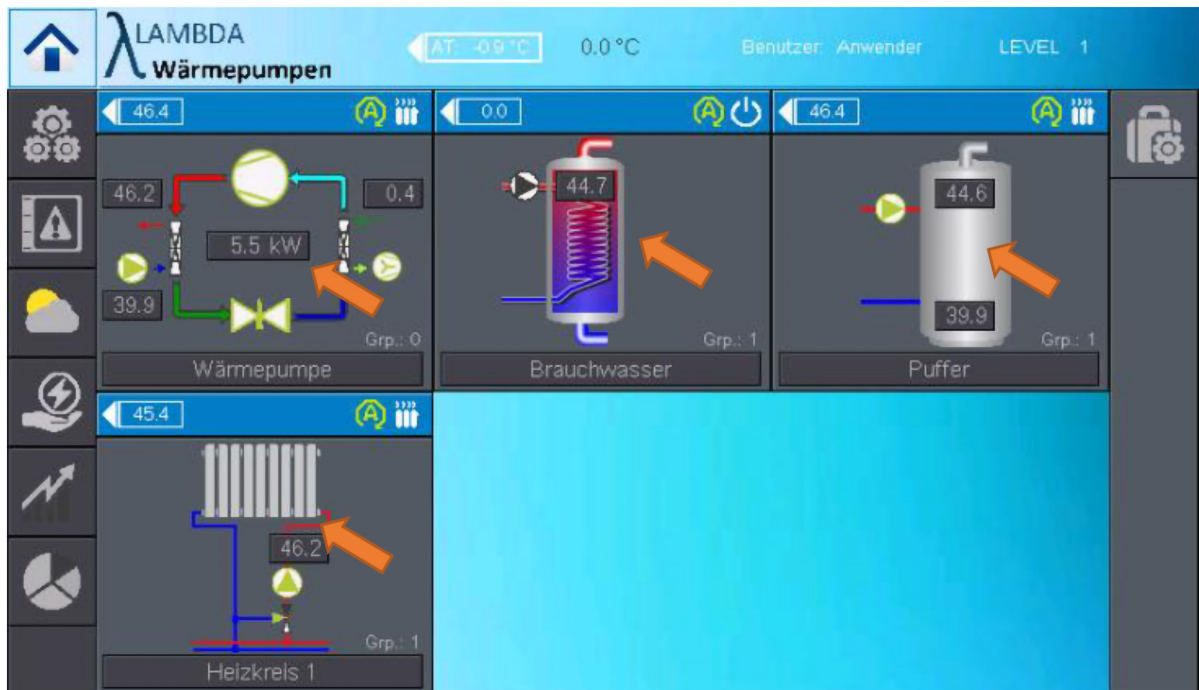 LAMBDA
Wärmepumpen
AT: -0.9 °C
0.0 °C
Benutzer: Anwender
LEVEL 1
46.4
0.0
46.4
46.2
0.4
5.5 kW
39.9
Grp.: 0
Wärmepumpe
44.7
Grp.: 1
Brauchwasser
44.6
39.9
Grp.: 1
Puffer
45.4
46.2
Grp.: 1
Heizkreis 1